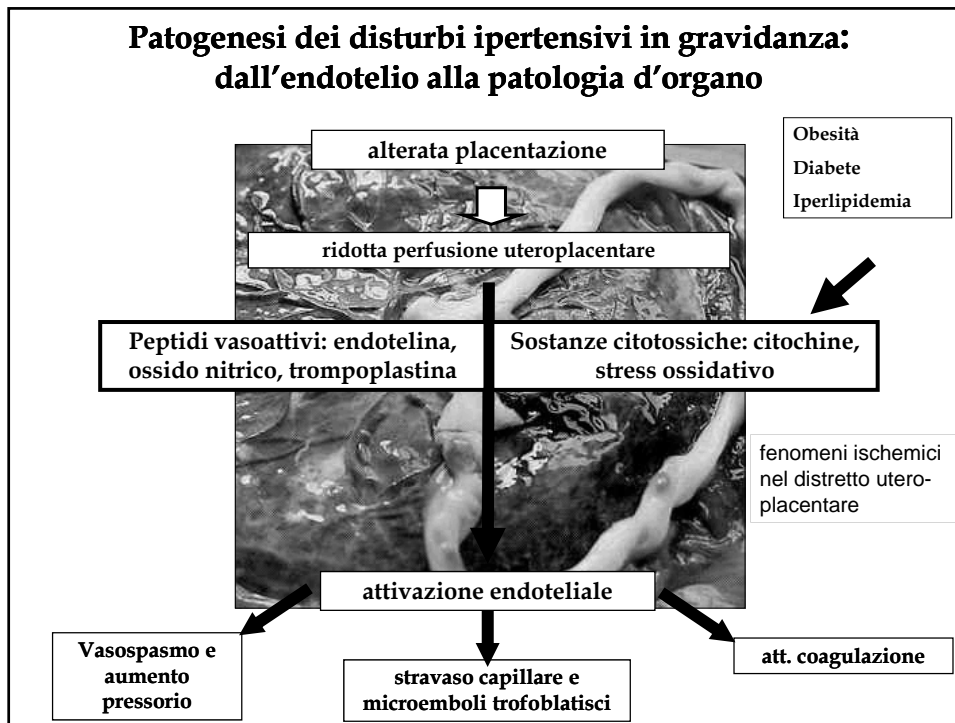 Patogenesi dei disturbi ipertensivi in gravidanza:
dall'endotelio alla patologia d'organo
alterata placentazione
Obesità
Diabete
Iperlipidemia
ridotta perfusione uteroplacentare
Peptidi vasoattivi: endotelina,
ossido nitrico, trompoplastina
Sostanze citotossiche: citochine,
stress ossidativo
fenomeni ischemici
nel distretto utero-
placentare
attivazione endoteliale
Vasospasmo e
aumento
pressorio
stravaso capillare e
microemboli trofoblatisci
att. coagulazione